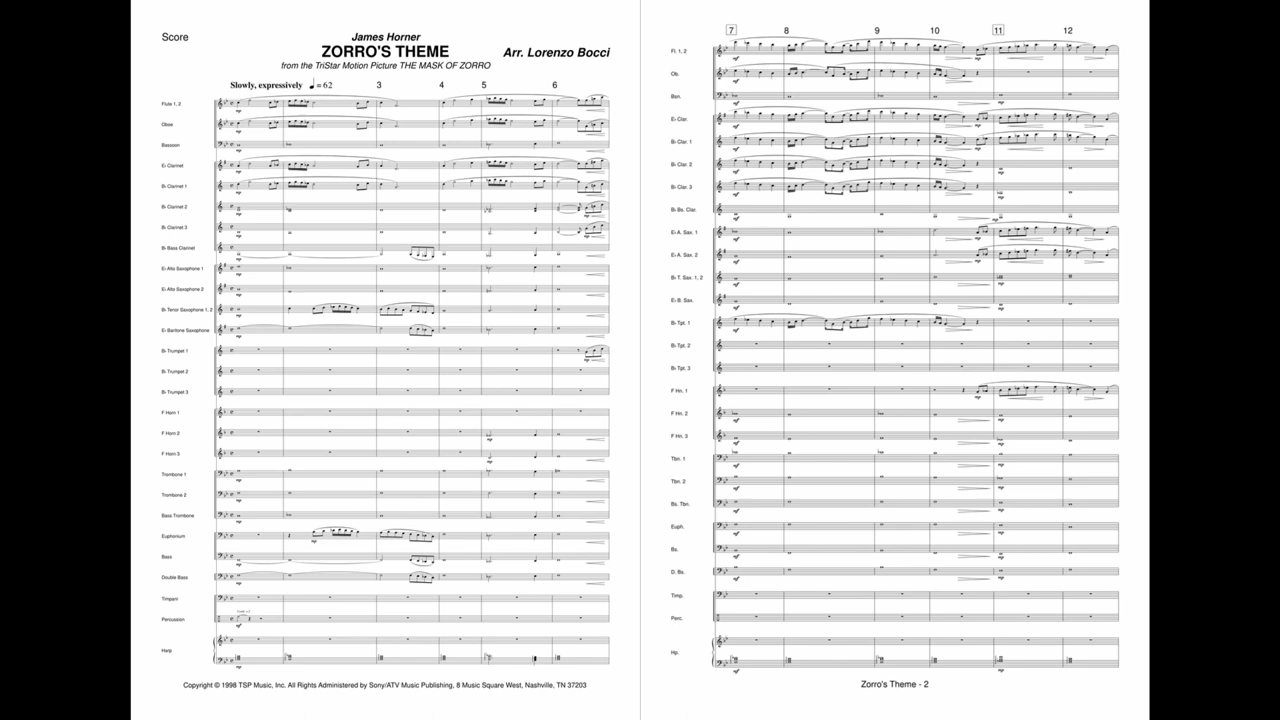 Score
James Horner
ZORRO'S THEME
Arr. Lorenzo Bocci
from the TriStar Motion Picture THE MASK OF ZORRO
Slowly, expressively ♩ = 62
3 4 5 6
Flute 1, 2
Oboe
Bassoon
E♭ Clarinet
B♭ Clarinet 1
B♭ Clarinet 2
B♭ Clarinet 3
B♭ Bass Clarinet
E♭ Alto Saxophone 1
E♭ Alto Saxophone 2
B♭ Tenor Saxophone 1, 2
E♭ Baritone Saxophone
B♭ Trumpet 1
B♭ Trumpet 2
B♭ Trumpet 3
F Horn 1
F Horn 2
F Horn 3
Trombone 1
Trombone 2
Bass Trombone
Euphonium
Bass
Double Bass
Timpani
Percussion
Harp
Copyright © 1998 TSP Music, Inc. All Rights Administered by Sony/ATV Music Publishing, 8 Music Square West, Nashville, TN 37203
7 8 9 10 11 12
Fl. 1, 2
Ob.
Bsn.
E♭ Clar.
B♭ Clar. 1
B♭ Clar. 2
B♭ Clar. 3
B♭ Bs. Clar.
E♭ A. Sax. 1
E♭ A. Sax. 2
B♭ T. Sax. 1, 2
E♭ B. Sax.
B♭ Tpt. 1
B♭ Tpt. 2
B♭ Tpt. 3
F Hn. 1
F Hn. 2
F Hn. 3
Tbn. 1
Tbn. 2
Bs. Tbn.
Euph.
Bs.
D. Bs.
Timp.
Perc.
Hp.
Zorro's Theme - 2